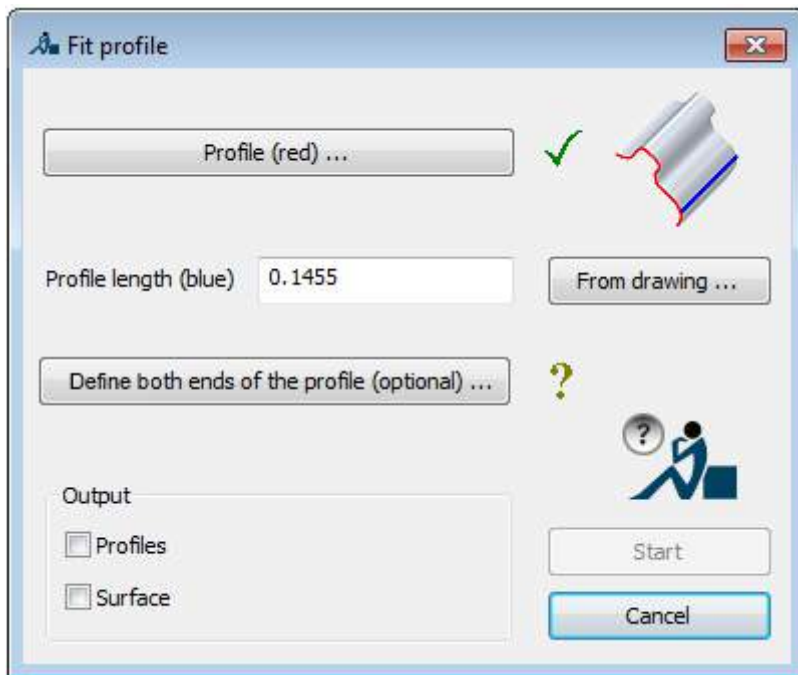 Fit profile
Profile (red) ...
Profile length (blue) 0.1455 From drawing ...
Define both ends of the profile (optional) ... ?
?
Output
Profiles
Start
Surface
Cancel